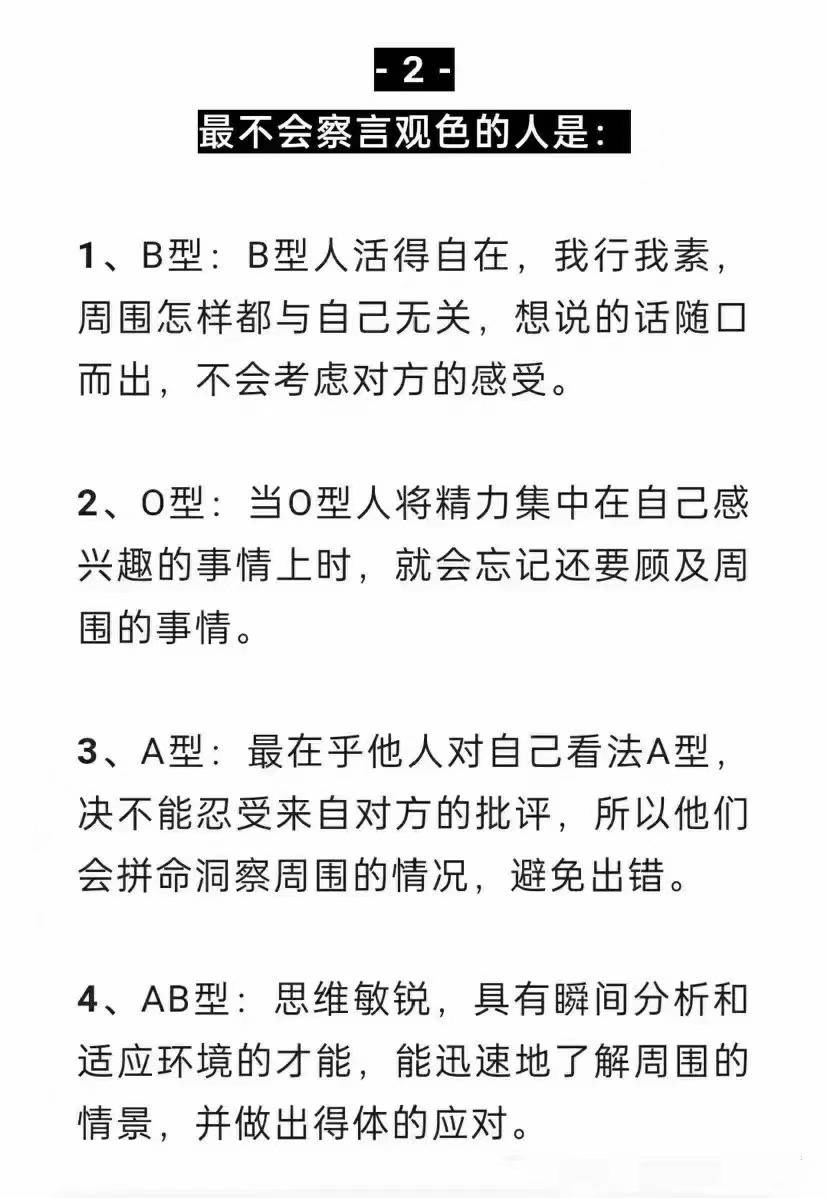 - 2 -
最不会察言观色的人是：
1、B型：B型人活得自在，我行我素，
周围怎样都与自己无关，想说的话随口
而出，不会考虑对方的感受。
2、O型：当O型人将精力集中在自己感
兴趣的事情上时，就会忘记还要顾及周
围的事情。
3、A型：最在乎他人对自己看法A型，
决不能忍受来自对方的批评，所以他们
会拼命洞察周围的情况，避免出错。
4、AB型：思维敏锐，具有瞬间分析和
适应环境的才能，能迅速地了解周围的
情景，并做出得体的应对。